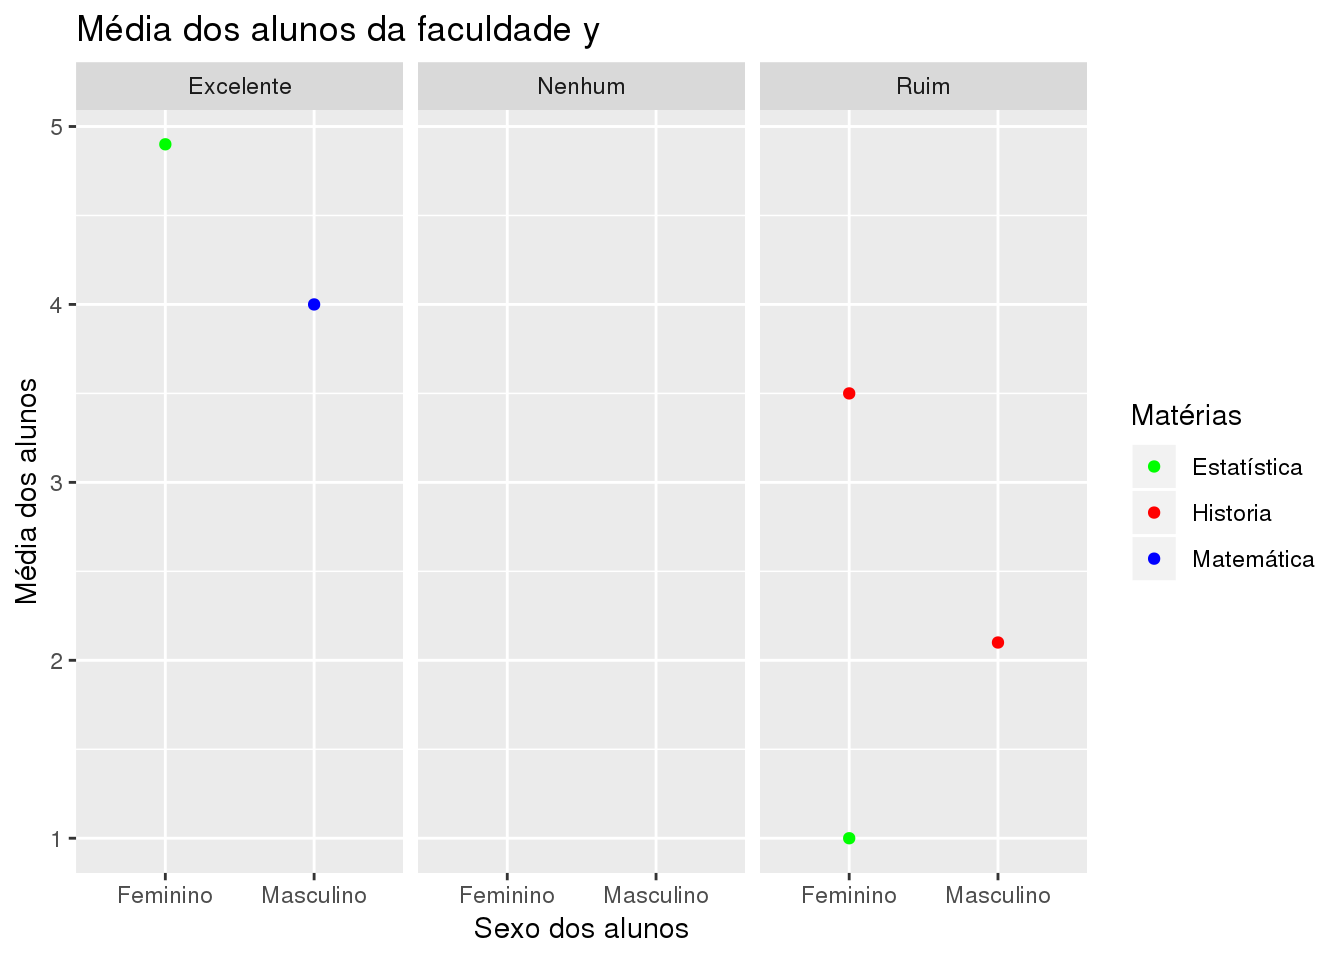 Média dos alunos da faculdade y
Excelente
Nenhum
Ruim
5
4
3
2
1
Média dos alunos
Feminino
Masculino
Feminino
Masculino
Feminino
Masculino
Sexo dos alunos
Matérias
Estatística
Historia
Matemática